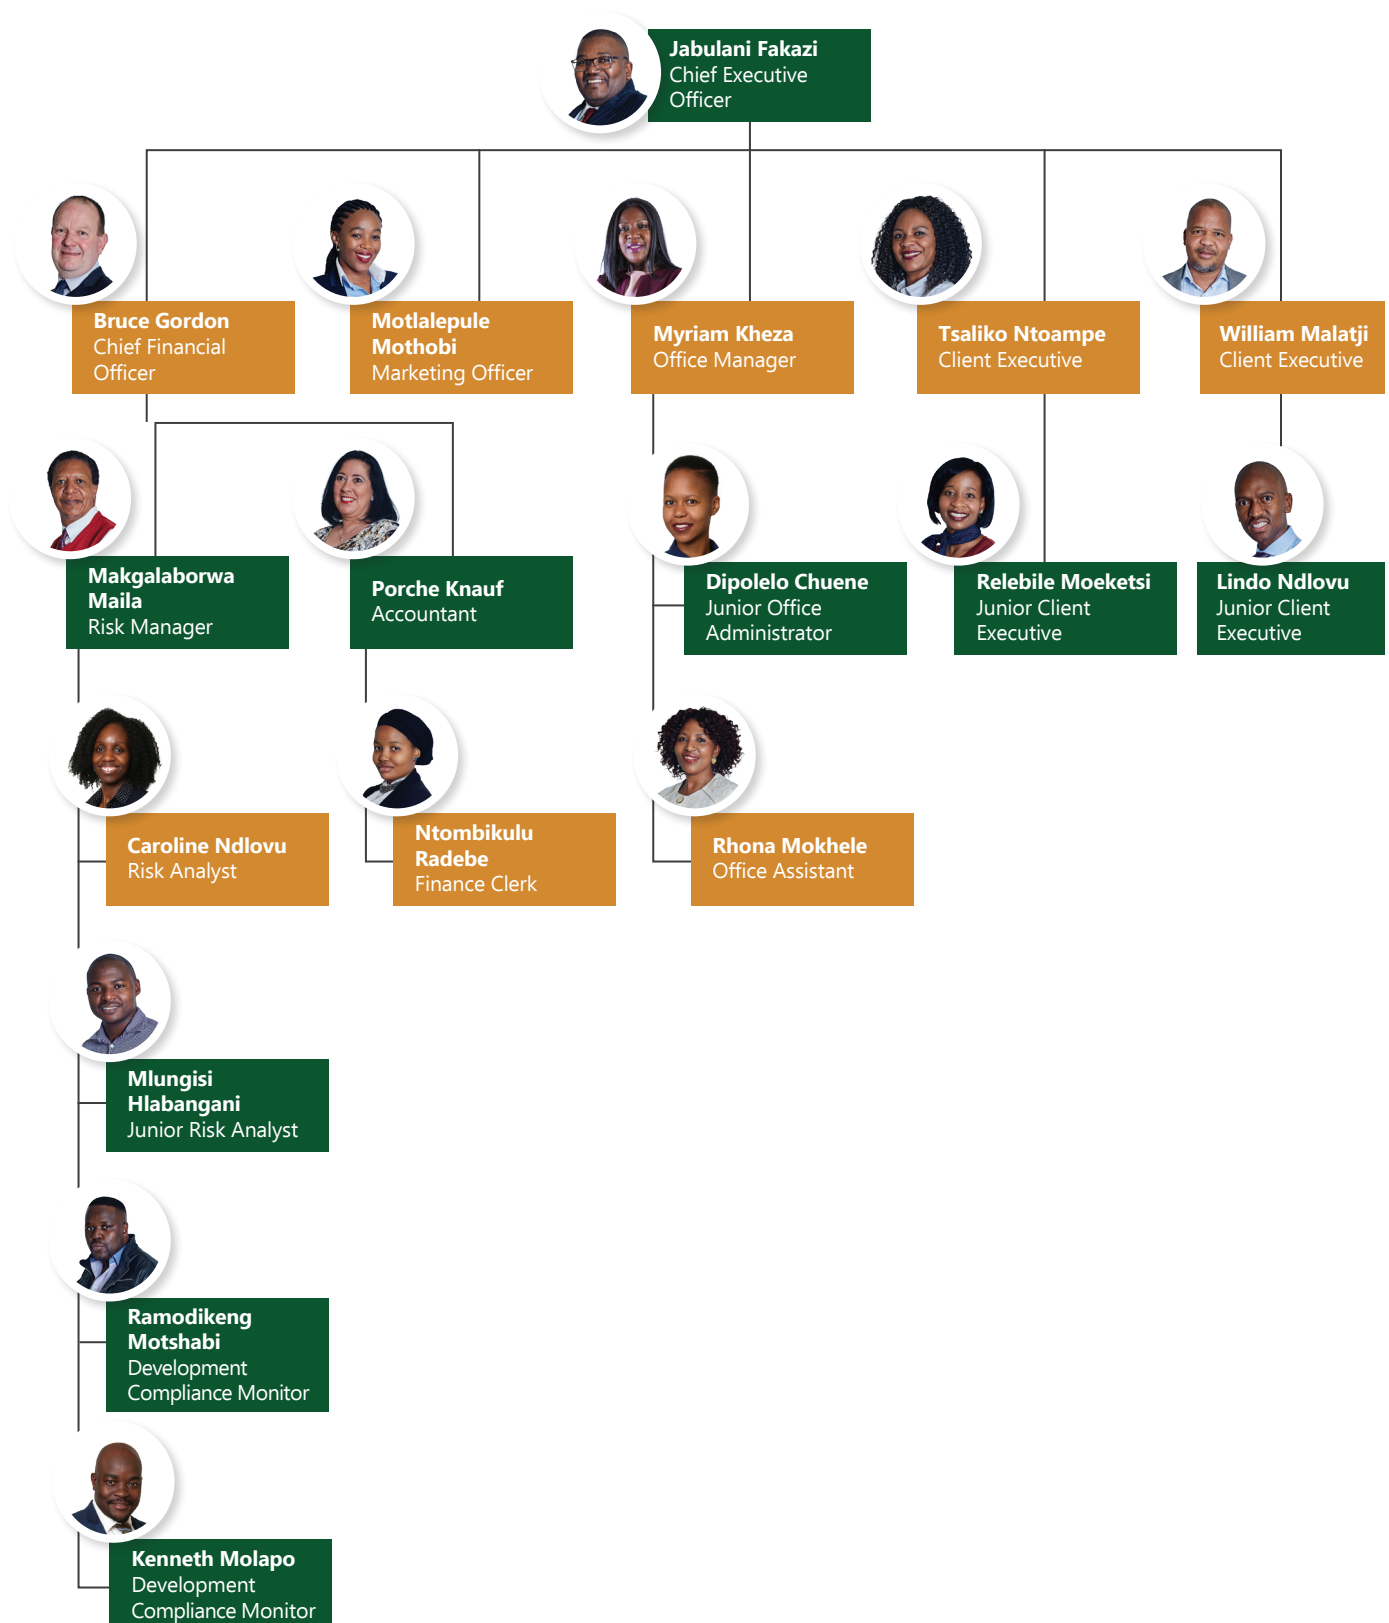 Jabulani Fakazi
Chief Executive
Officer
Bruce Gordon
Chief Financial
Officer
Motlalepule
Mothobi
Marketing Officer
Myriam Kheza
Office Manager
Tsaliko Ntoampe
Client Executive
William Malatji
Client Executive
Makgalaborwa
Maila
Risk Manager
Porche Knauf
Accountant
Dipolelo Chuene
Junior Office
Administrator
Relebile Moeketsi
Junior Client
Executive
Lindo Ndlovu
Junior Client
Executive
Caroline Ndlovu
Risk Analyst
Ntombikulu
Radebe
Finance Clerk
Rhona Mokhele
Office Assistant
Mlungisi
Hlabangani
Junior Risk Analyst
Ramodikeng
Motshabi
Development
Compliance Monitor
Kenneth Molapo
Development
Compliance Monitor